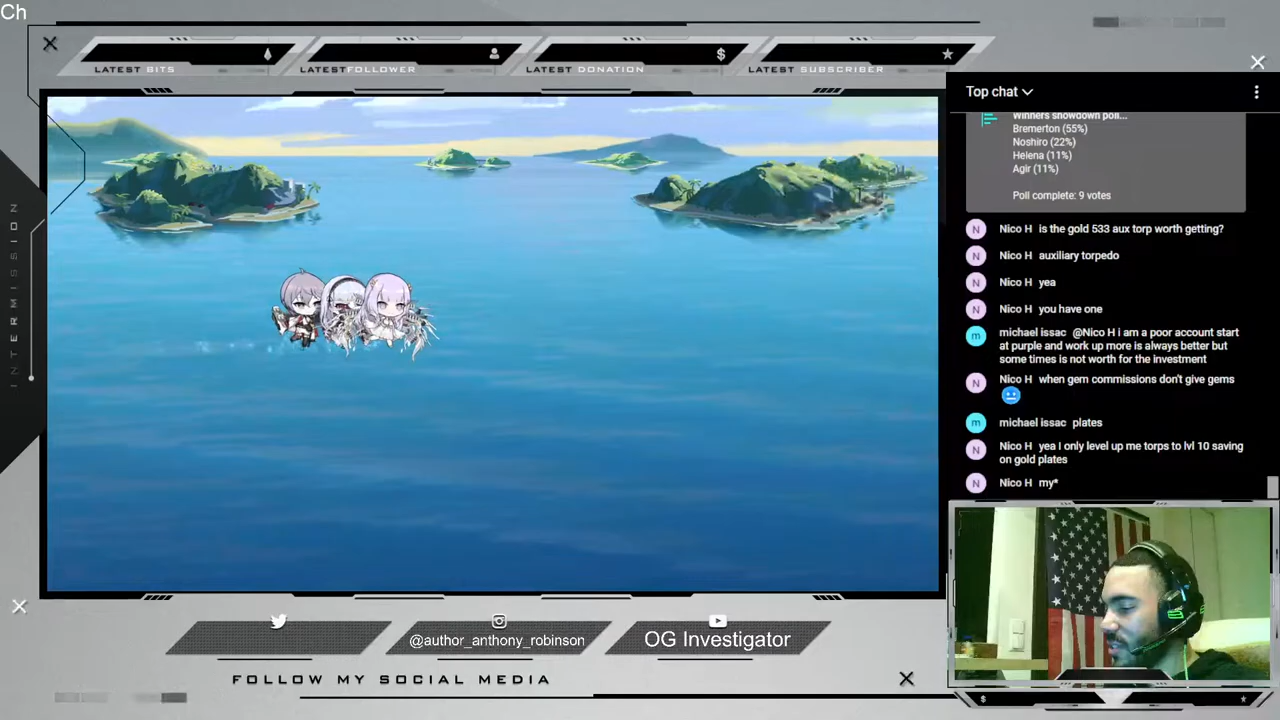 Ch
LATEST BITS
LATEST FOLLOWER
LATEST DONATION
LATEST SUBSCRIBER
INTERMISSION
Top chat
Winners showdown poll...
Bremerton (55%)
Noshiro (22%)
Helena (11%)
Agir (11%)
Poll complete: 9 votes
N Nico H is the gold 533 aux torp worth getting?
N Nico H auxiliary torpedo
N Nico H yea
N Nico H you have one
m michael issac @Nico H i am a poor account start
at purple and work up more is always better but
some times is not worth for the investment
N Nico H when gem commissions don't give gems
m michael issac plates
N Nico H yea I only level up me torps to lvl 10 saving
on gold plates
N Nico H my*
@author_anthony_robinson
OG Investigator
FOLLOW MY SOCIAL MEDIA